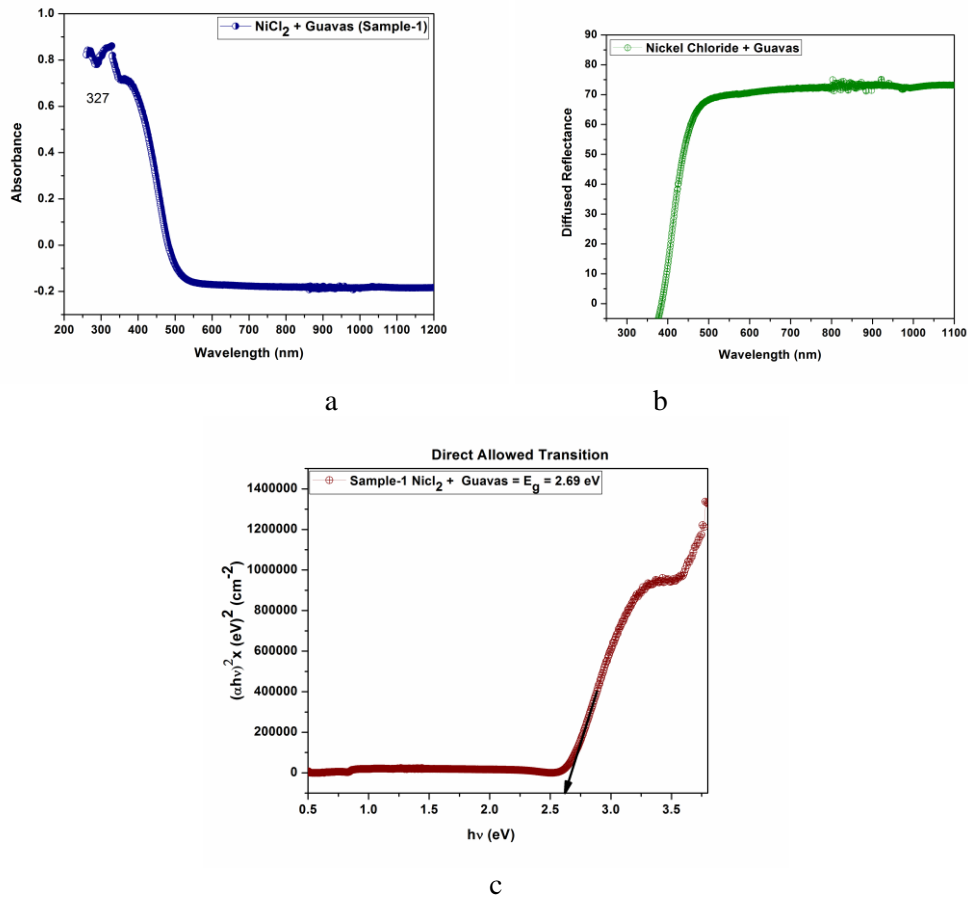 NiCl2 + Guavas (Sample-1)
1.0
0.8
0.6
0.4
0.2
0.0
-0.2
327
Absorbance
200 300 400 500 600 700 800 900 1000 1100 1200
Wavelength (nm)
a
Nickel Chloride + Guavas
90
80
70
60
50
40
30
20
10
0
Diffused Reflectance
300 400 500 600 700 800 900 1000 1100
Wavelength (nm)
b
Direct Allowed Transition
Sample-1 Nicl2 + Guavas = Eg = 2.69 eV
1400000
1200000
1000000
800000
600000
400000
200000
0
(αhν)2 x (eV)2 (cm-2)
0.5 1.0 1.5 2.0 2.5 3.0 3.5
hν (eV)
c